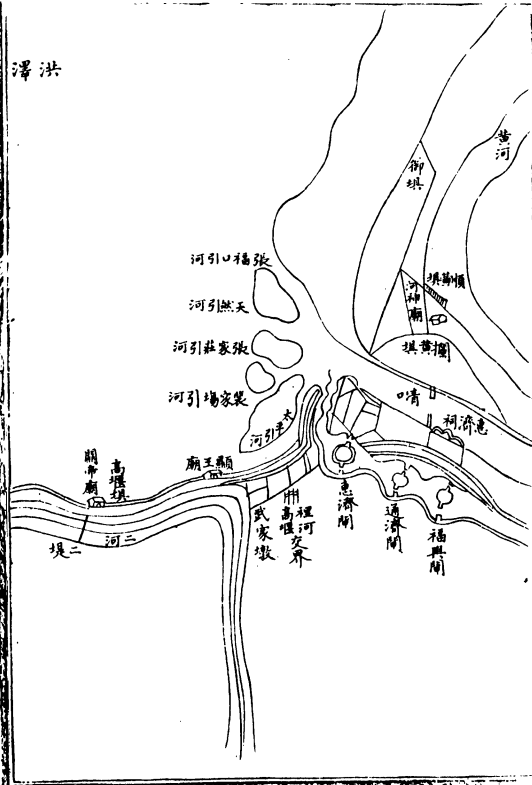 洪澤
黃河
御壩
順黃壩
河神廟
攔黃壩
清口
惠濟祠
張福口引河
天然引河
張家莊引河
裴家場引河
太平引河
顯王廟
高堰壩
關帝廟
二河
二堤
武家墩
高堰
裡河交界
惠濟閘
通濟閘
福興閘